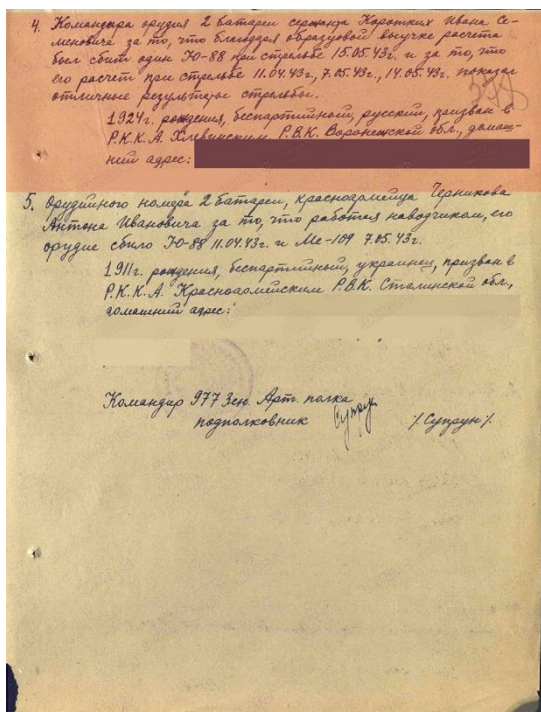 4. Командира орудия 2 батареи сержанта Коротких Ивана Се-
меновича за то, что благодаря образцовой выучке расчета
был сбит один Ю-88 при стрельбе 15.05.43г. и за то, что
его расчет при стрельбе 11.04.43г., 7.05.43г., 14.05.43г. показал
отличные результаты стрельбы.
1924г. рождения, беспартийный, русский, призван в
Р.К.К.А. Хлевинским Р.В.К. Воронежской обл., домаш-
ний адрес:
5. Орудийного номера 2 батареи, красноармейца Черникова
Антона Ивановича за то, что работая наводчиком, его
орудие сбило Ю-88 11.04.43г. и Ме-109 7.05.43г.
1911г. рождения, беспартийный, украинец, призван в
Р.К.К.А. Красноармейским Р.В.К. Сталинской обл.,
домашний адрес:
Командир 977 Зен. Арт. полка
подполковник /Супрун/.